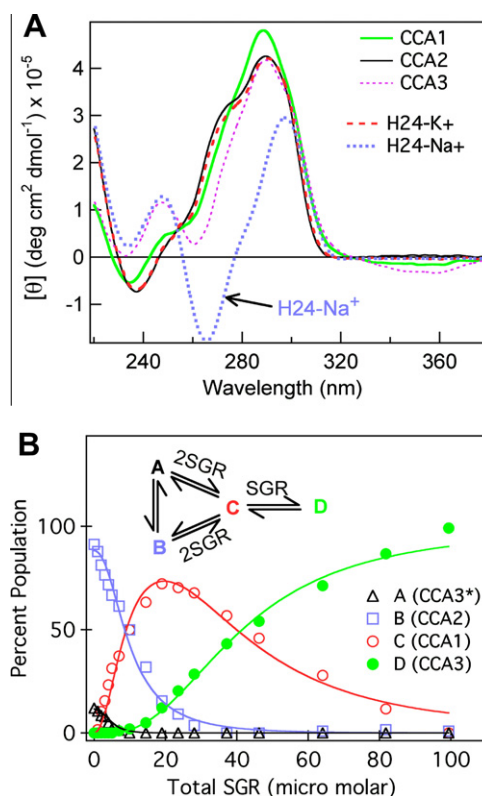 A
CCA1
CCA2
CCA3
H24-K+
H24-Na+
H24-Na+
[θ] (deg cm2 dmol−1) x 10-5
4
3
2
1
0
-1
240
280
320
360
Wavelength (nm)
B
A
2SGR
C
SGR
D
B
2SGR
A (CCA3*)
B (CCA2)
C (CCA1)
D (CCA3)
Percent Population
100
50
0
0
20
40
60
80
100
Total SGR (micro molar)